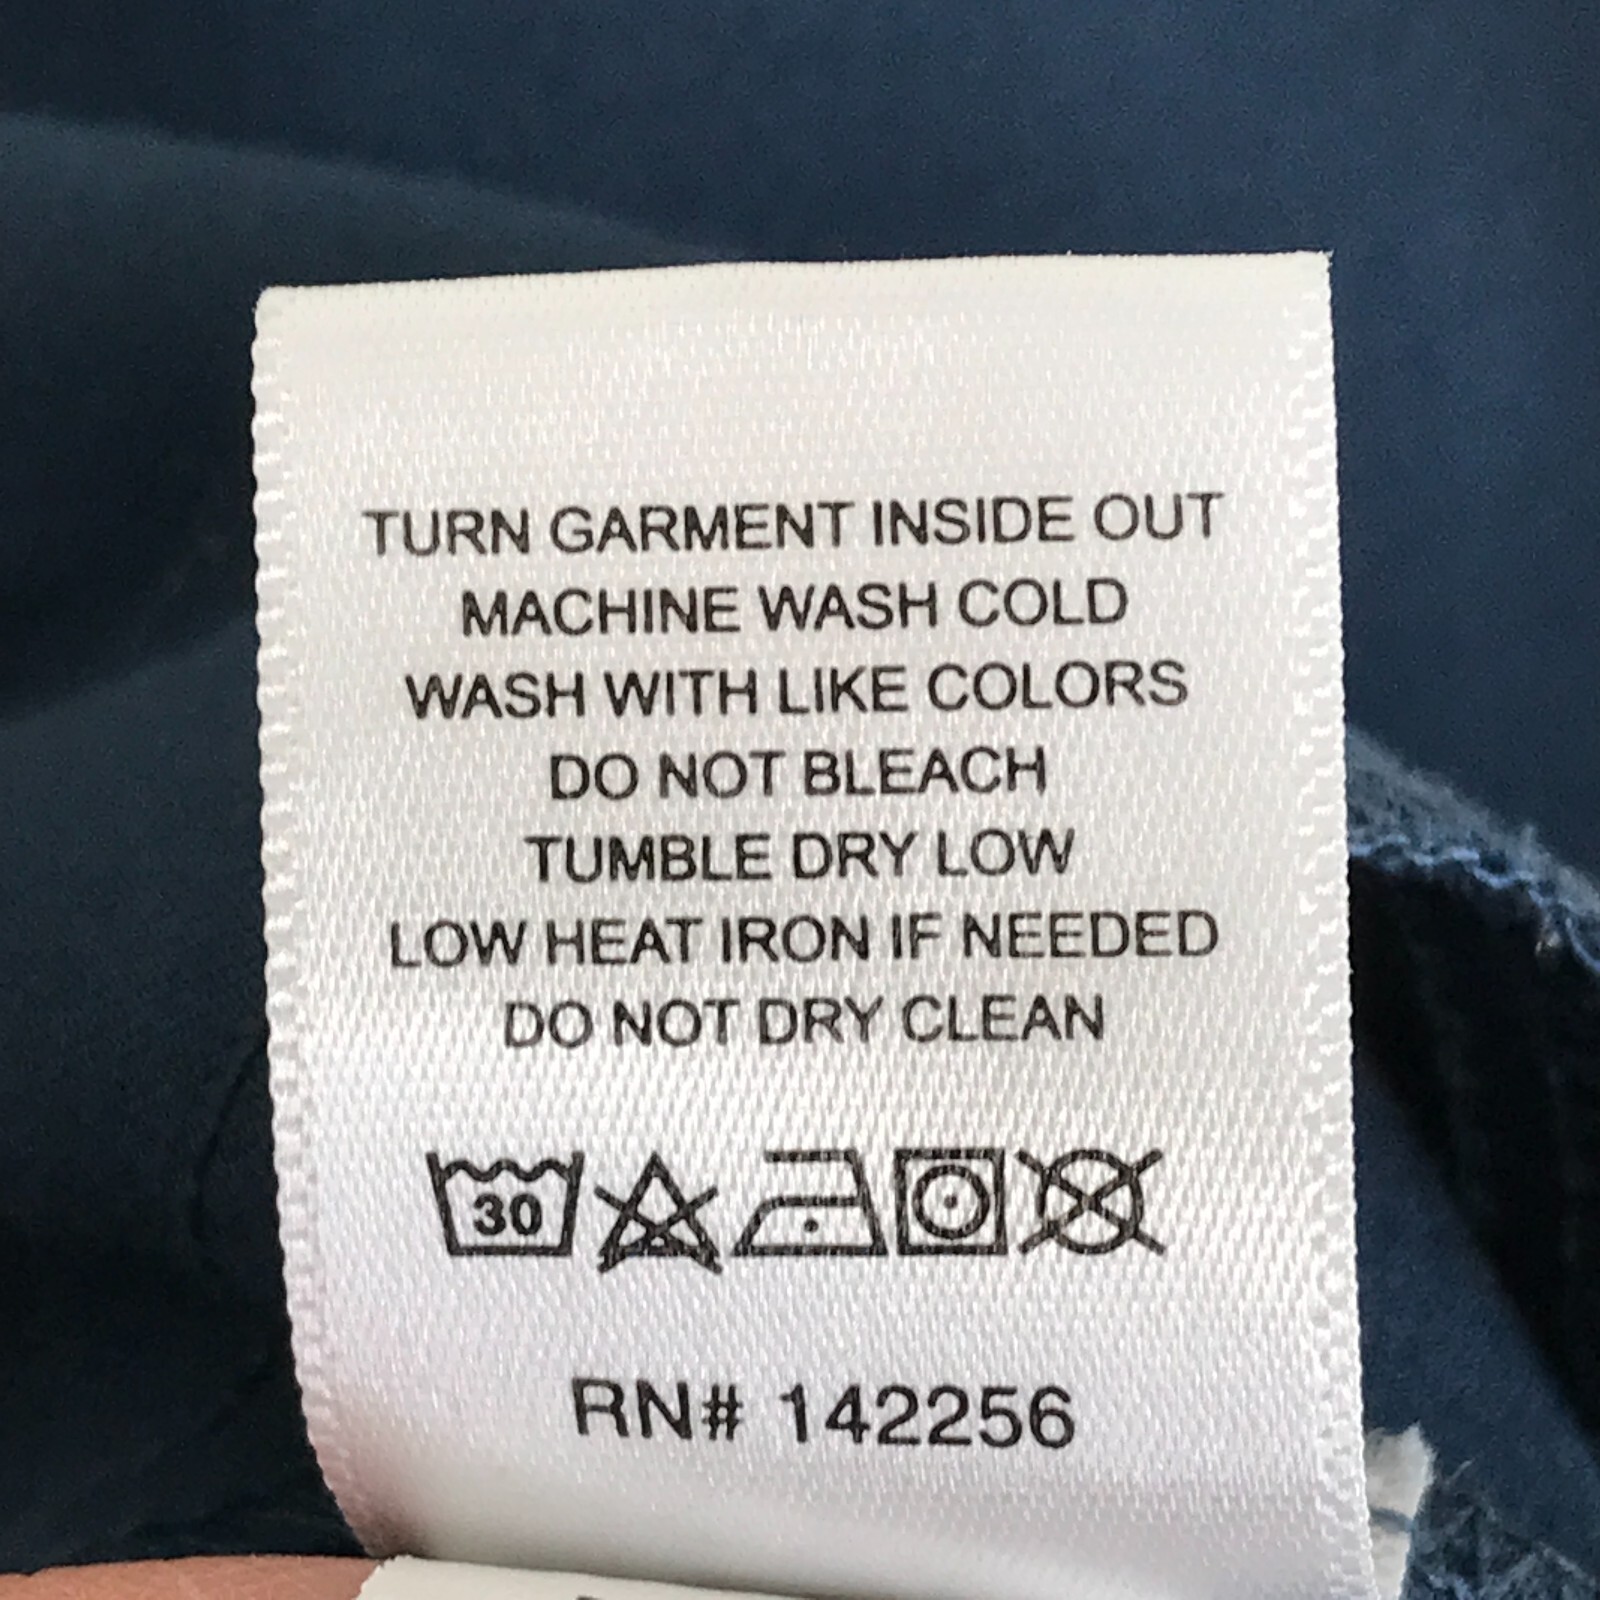 TURN GARMENT INSIDE OUT
MACHINE WASH COLD
WASH WITH LIKE COLORS
DO NOT BLEACH
TUMBLE DRY LOW
LOW HEAT IRON IF NEEDED
DO NOT DRY CLEAN
30
RN# 142256